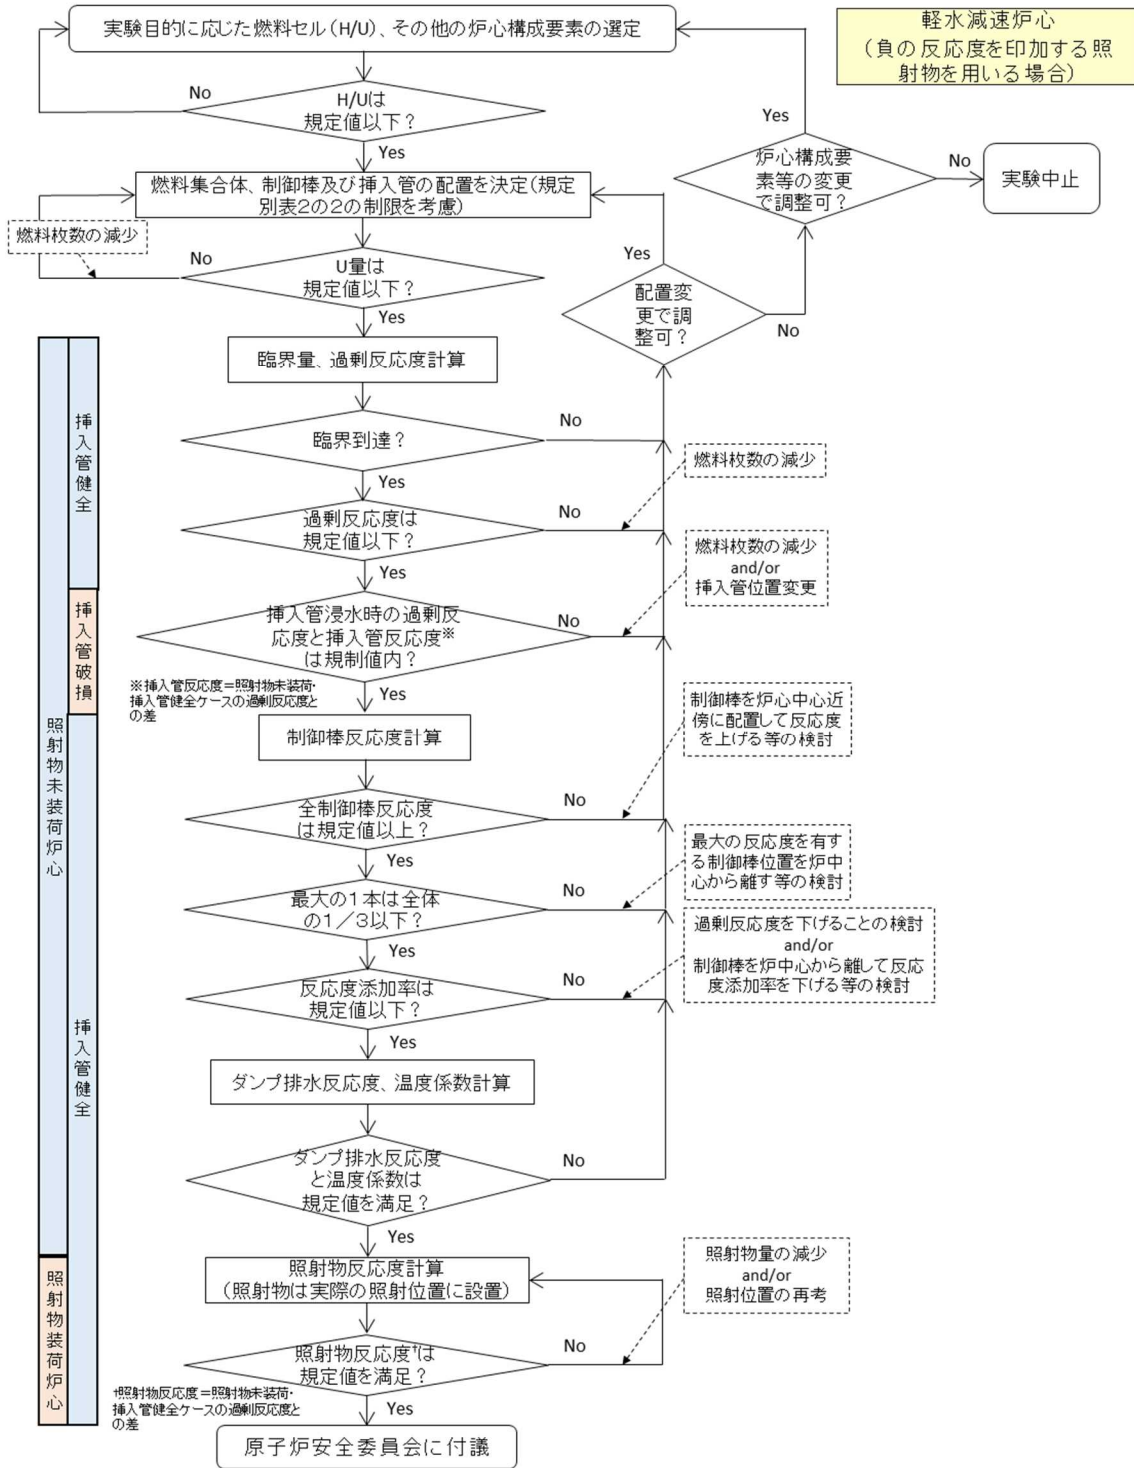 軽水減速炉心
(負の反応度を印加する照
射物を用いる場合)
実験目的に応じた燃料セル(H/U)、その他の炉心構成要素の選定
No
H/Uは
規定値以下?
Yes
Yes
炉心構成要
素等の変更
で調整可?
No
実験中止
燃料集合体、制御棒及び挿入管の配置を決定(規定
別表2の2の制限を考慮)
燃料枚数の減少
No
U量は
規定値以下?
Yes
Yes
配置変
更で調
整可?
No
臨界量、過剰反応度計算
臨界到達?
No
Yes
燃料枚数の減少
過剰反応度は
規定値以下?
No
Yes
燃料枚数の減少
and/or
挿入管位置変更
挿入管浸水時の過剰反
応度と挿入管反応度※
は規制値内?
No
Yes
※挿入管反応度=照射物未装荷・
挿入管健全ケースの過剰反応度と
の差
制御棒反応度計算
制御棒を炉心中心近
傍に配置して反応度
を上げる等の検討
全制御棒反応度
は規定値以上?
No
Yes
最大の反応度を有す
る制御棒位置を炉中
心から離す等の検討
最大の1本は全体
の1/3以下?
No
Yes
過剰反応度を下げることの検討
and/or
制御棒を炉中心から離して反応
度添加率を下げる等の検討
反応度添加率は
規定値以下?
No
Yes
ダンプ排水反応度、温度係数計算
ダンプ排水反応度
と温度係数は
規定値を満足?
No
Yes
照射物反応度計算
(照射物は実際の照射位置に設置)
照射物量の減少
and/or
照射位置の再考
照射物反応度†は
規定値を満足?
No
Yes
†照射物反応度=照射物未装荷・
挿入管健全ケースの過剰反応度と
の差
原子炉安全委員会に付議
挿入管健全
挿入管破損
照射物未装荷炉心
挿入管健全
照射物装荷炉心